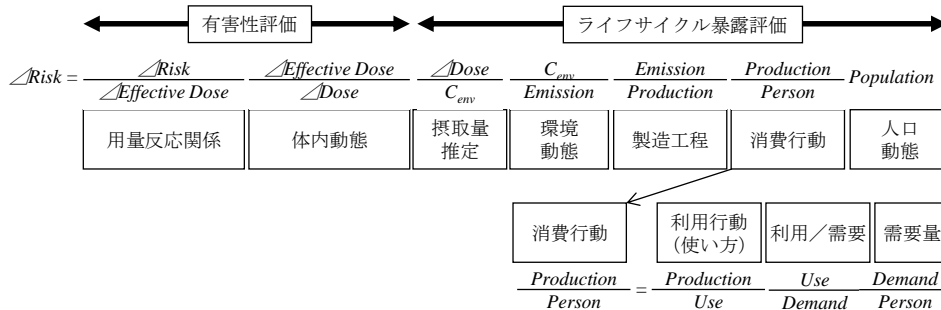 有害性評価 ライフサイクル暴露評価
⊿Risk = ⊿Risk/⊿Effective Dose ⊿Effective Dose/⊿Dose ⊿Dose/C_env C_env/Emission Emission/Production Production/Person Population
用量反応関係 体内動態 摂取量 環境 製造工程 消費行動 人口
推定 動態 動態
消費行動 利用行動 利用／需要 需要量
(使い方)
Production/Person = Production/Use Use/Demand Demand/Person